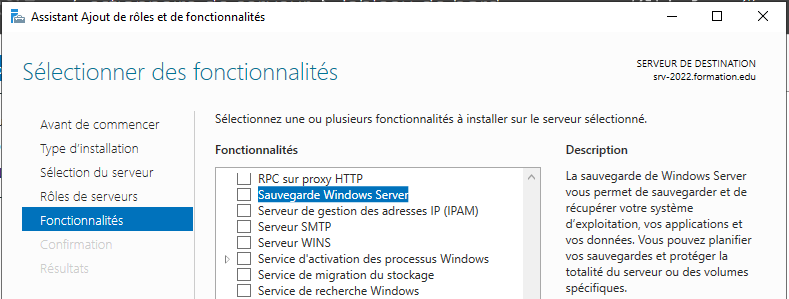 Assistant Ajout de rôles et de fonctionnalités
Sélectionner des fonctionnalités
SERVEUR DE DESTINATION
srv-2022.formation.edu
Avant de commencer
Type d'installation
Sélection du serveur
Rôles de serveurs
Fonctionnalités
Confirmation
Résultats
Sélectionnez une ou plusieurs fonctionnalités à installer sur le serveur sélectionné.
Fonctionnalités
RPC sur proxy HTTP
Sauvegarde Windows Server
Serveur de gestion des adresses IP (IPAM)
Serveur SMTP
Serveur WINS
Service d'activation des processus Windows
Service de migration du stockage
Service de recherche Windows
Description
La sauvegarde de Windows Server
vous permet de sauvegarder et de
récupérer votre système
d'exploitation, vos applications et
vos données. Vous pouvez planifier
vos sauvegardes et protéger la
totalité du serveur ou des volumes
spécifiques.